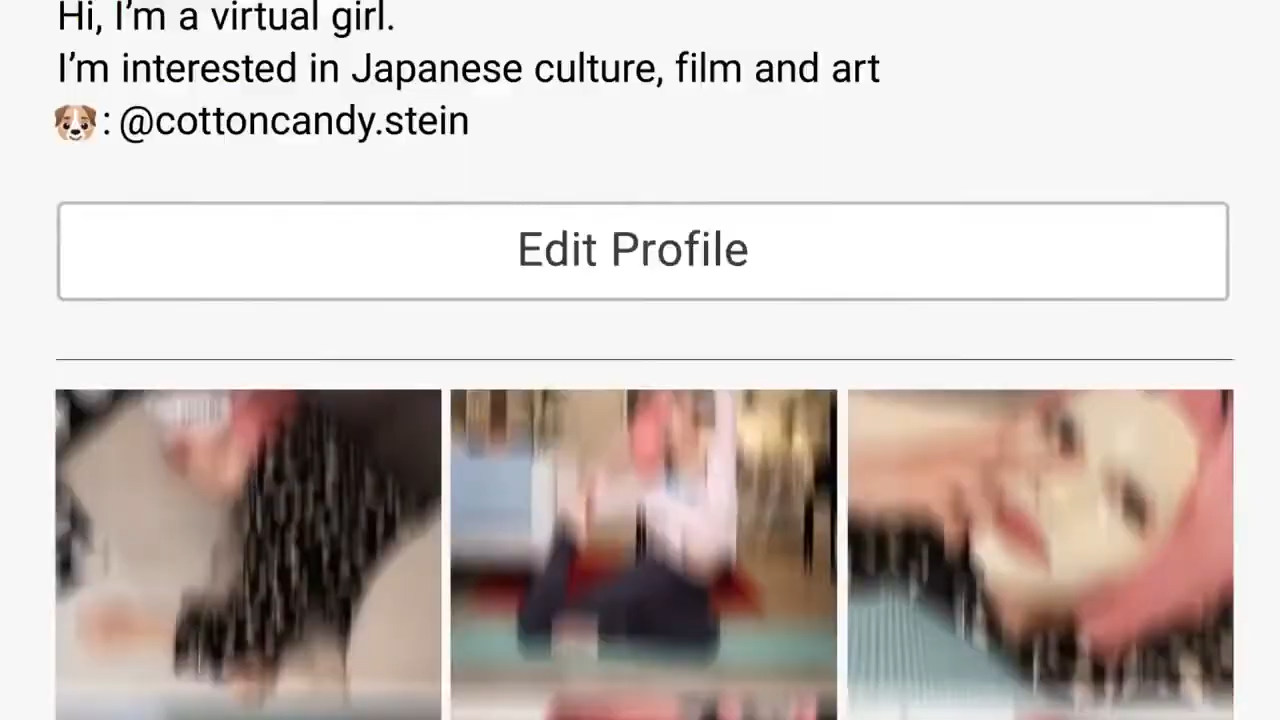 Hi, I’m a virtual girl.
I’m interested in Japanese culture, film and art
🐶: @cottoncandy.stein
Edit Profile